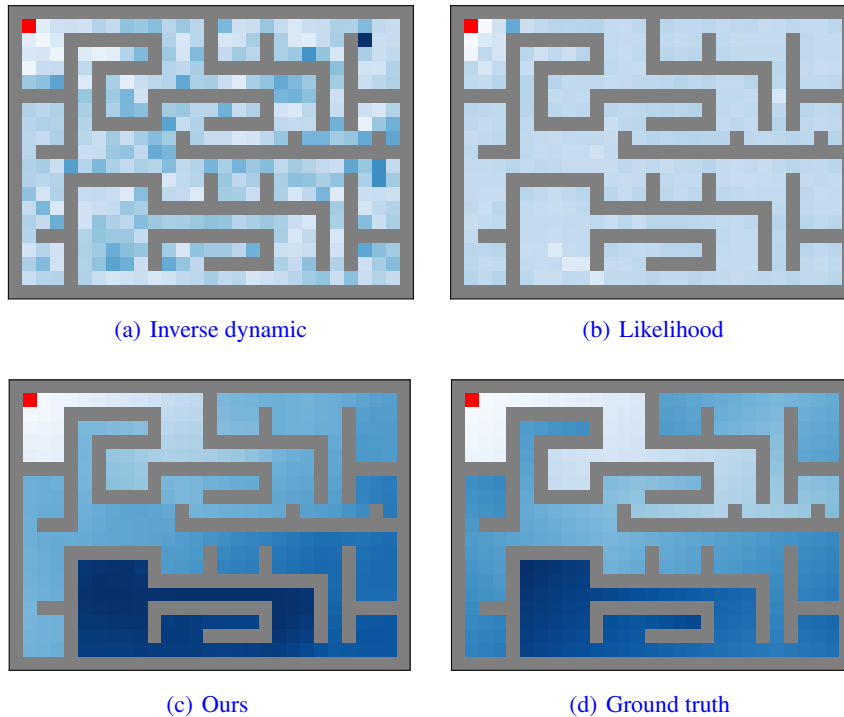 (a) Inverse dynamic
(b) Likelihood
(c) Ours
(d) Ground truth